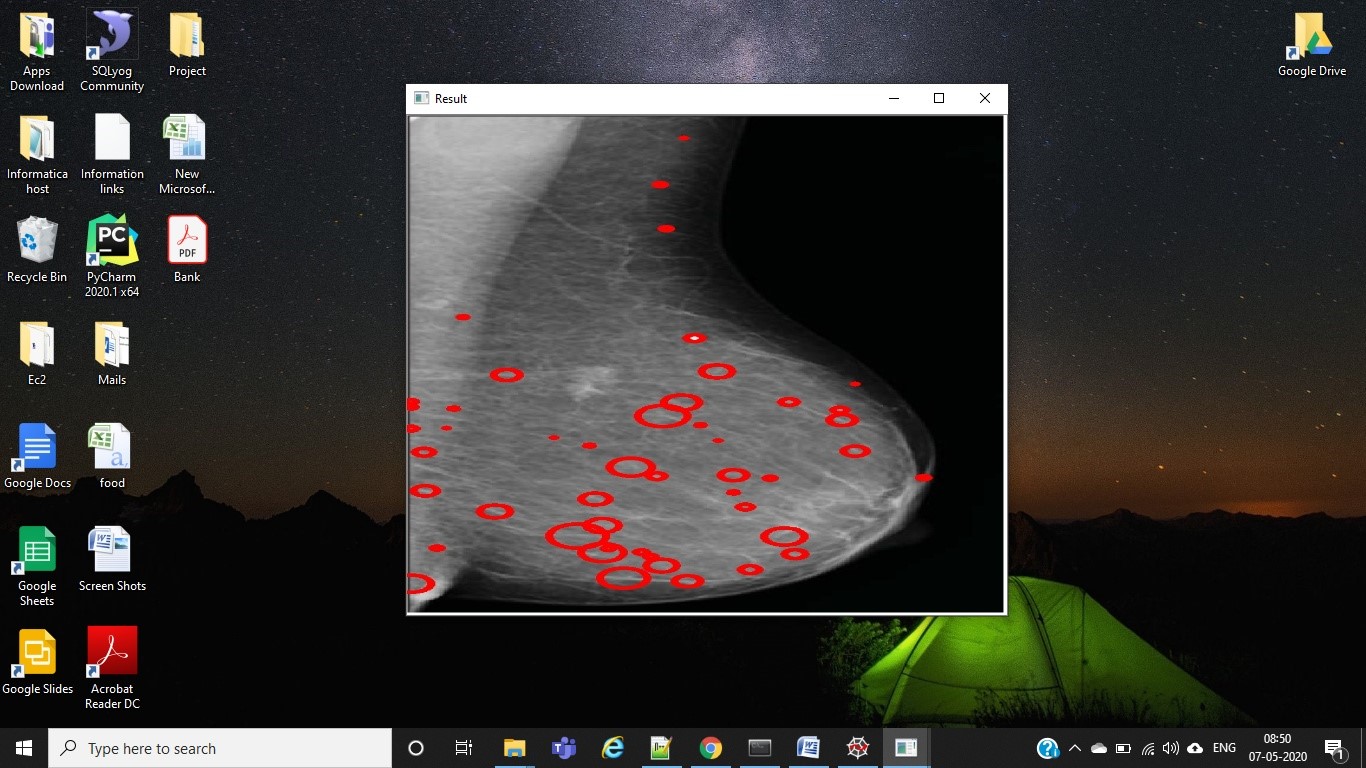 Apps
Download
SQLyog
Community
Project
Google Drive
Result
Informatica
host
Information
links
New
Microsof...
Recycle Bin
PC
PyCharm
2020.1 x64
PDF
Bank
Ec2
Mails
Google Docs
a,
food
Google
Sheets
Screen Shots
Google Slides
Acrobat
Reader DC
Type here to search
ENG
08:50
07-05-2020
1